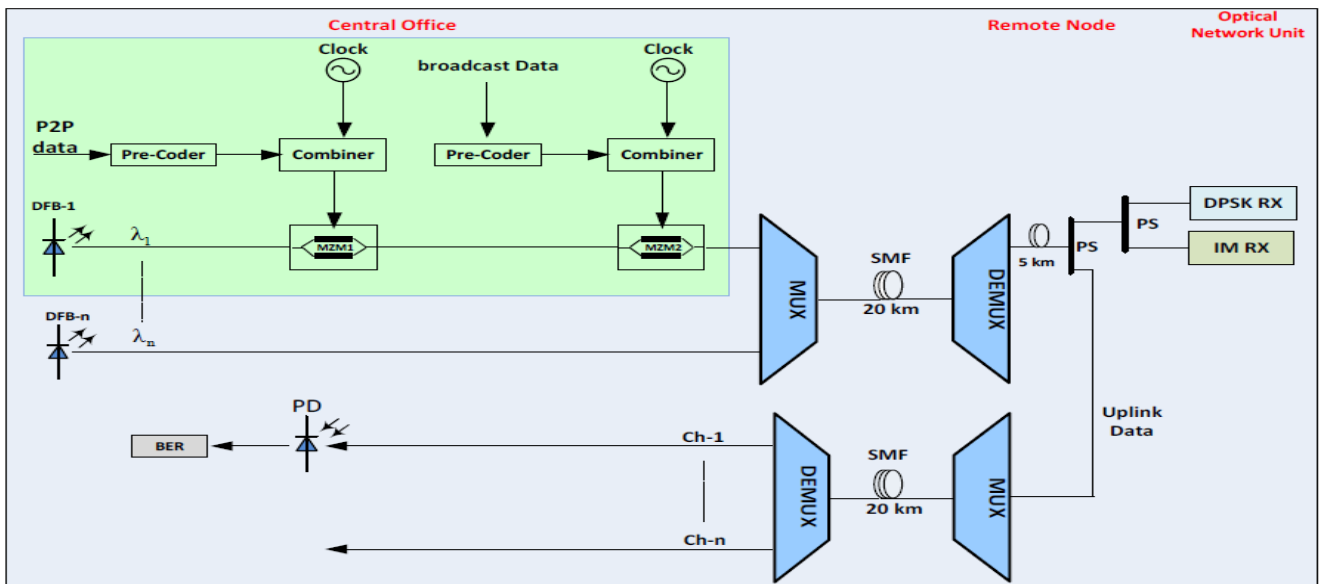 Central Office
Remote Node
Optical
Network Unit
Clock
broadcast Data
Clock
P2P
data
Pre-Coder
Combiner
Pre-Coder
Combiner
DFB-1
λ1
MZM1
MZM2
DPSK RX
PS
PS
IM RX
5 km
SMF
20 km
MUX
DEMUX
DFB-n
λn
PD
BER
Ch-1
Ch-n
DEMUX
SMF
20 km
MUX
Uplink
Data